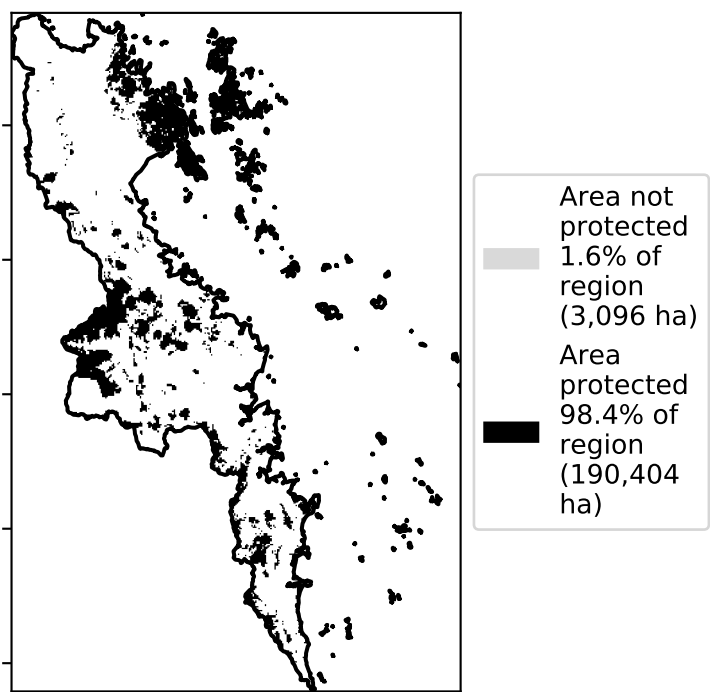 Area not
protected
1.6% of
region
(3,096 ha)
Area
protected
98.4% of
region
(190,404
ha)